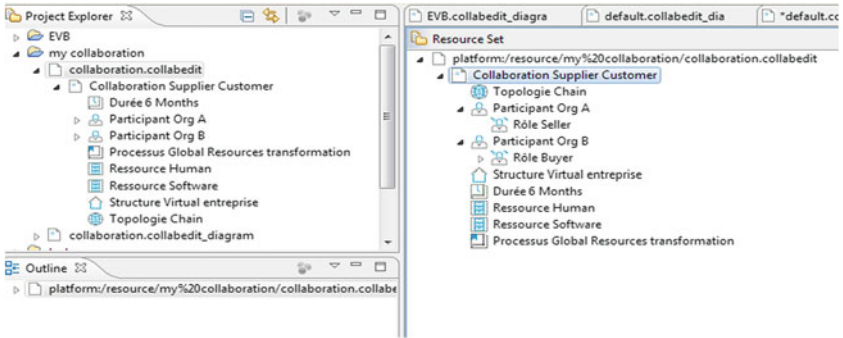 Project Explorer
EVB
my collaboration
collaboration.collabedit
Collaboration Supplier Customer
Durée 6 Months
Participant Org A
Participant Org B
Processus Global Resources transformation
Ressource Human
Ressource Software
Structure Virtual entreprise
Topologie Chain
collaboration.collabedit_diagram
Outline
platform:/resource/my%20collaboration/collaboration.collabe
EVB.collabedit_diagra
default.collabedit_dia
*default.cc
Resource Set
platform:/resource/my%20collaboration/collaboration.collabedit
Collaboration Supplier Customer
Topologie Chain
Participant Org A
Rôle Seller
Participant Org B
Rôle Buyer
Structure Virtual entreprise
Durée 6 Months
Ressource Human
Ressource Software
Processus Global Resources transformation